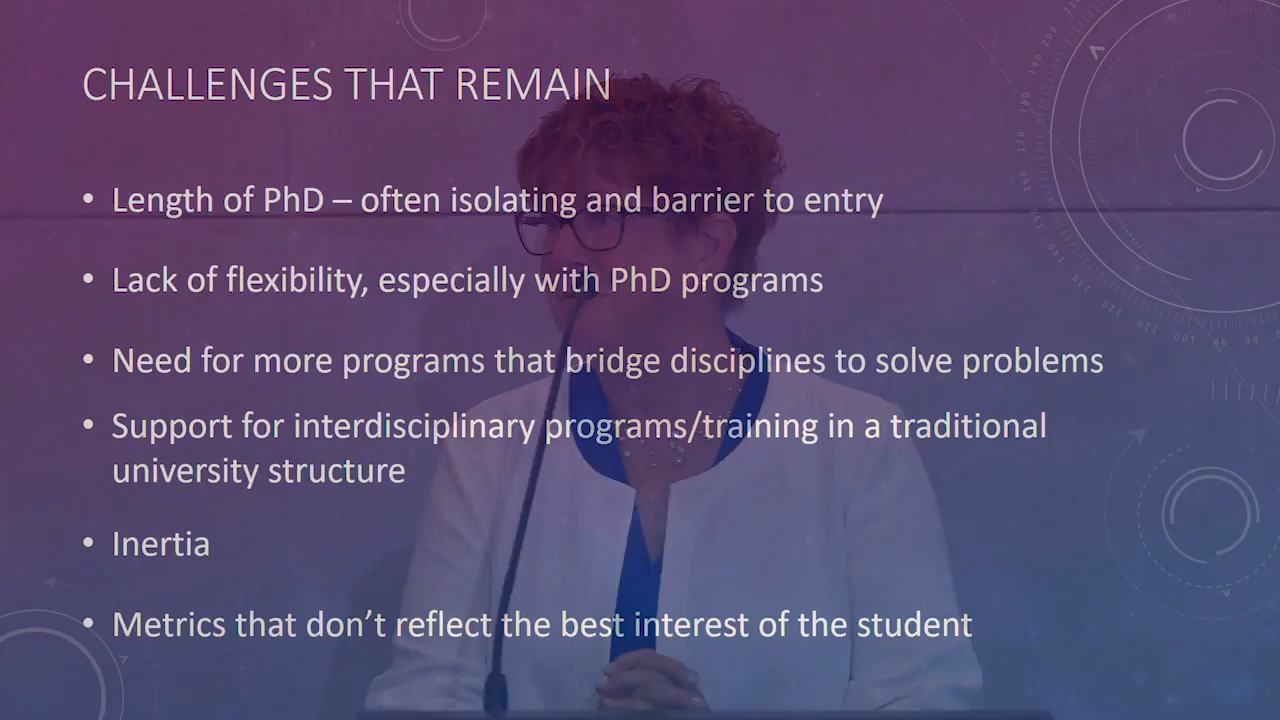 CHALLENGES THAT REMAIN
• Length of PhD – often isolating and barrier to entry
• Lack of flexibility, especially with PhD programs
• Need for more programs that bridge disciplines to solve problems
• Support for interdisciplinary programs/training in a traditional
university structure
• Inertia
• Metrics that don’t reflect the best interest of the student